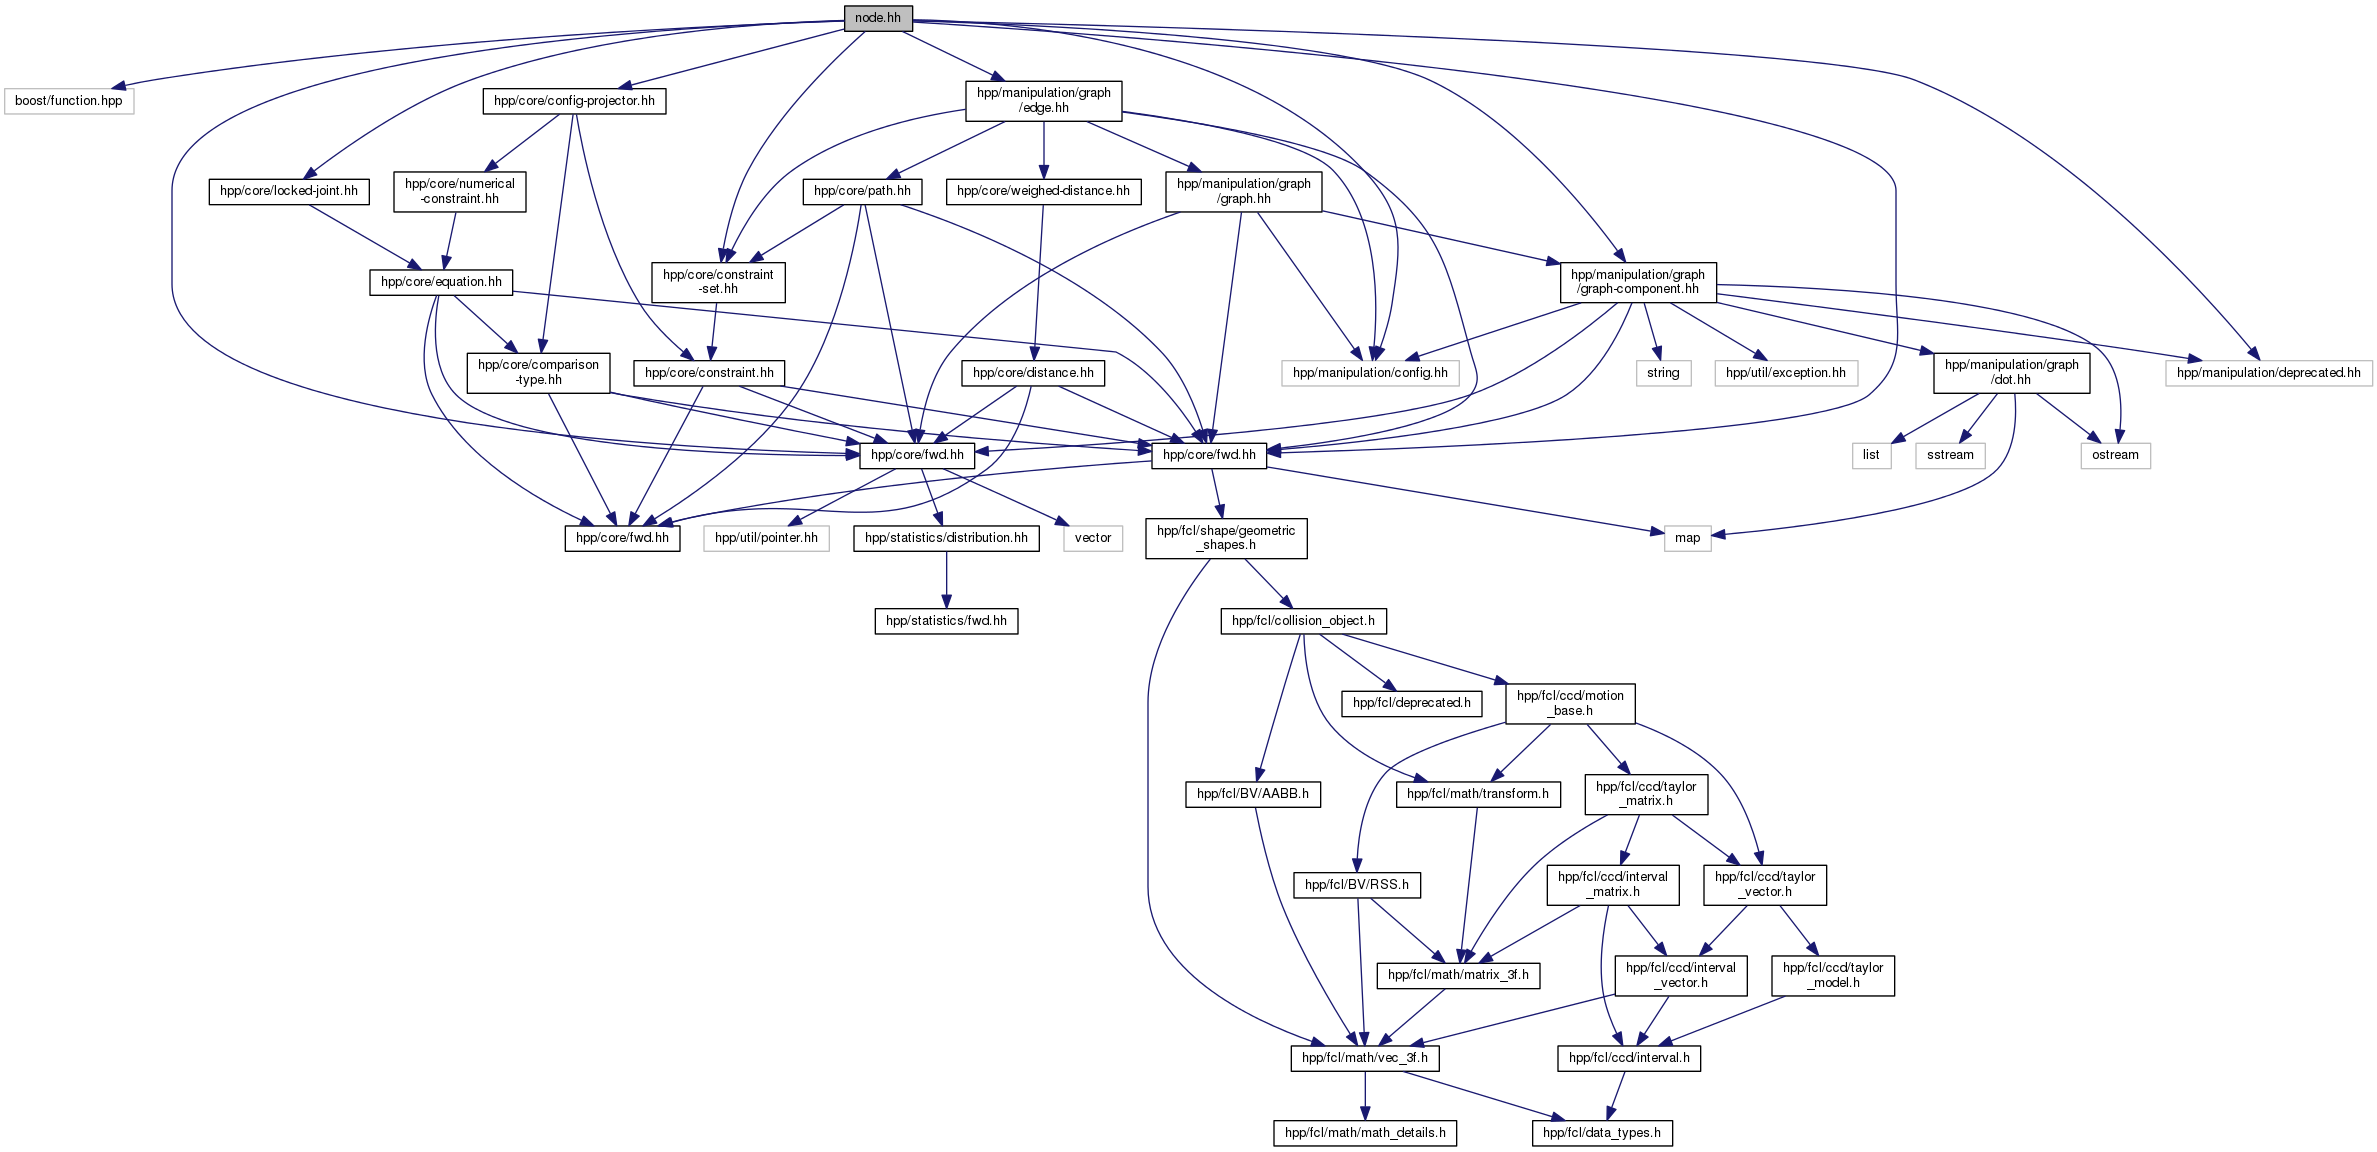 node.hh
boost/function.hpp
hpp/core/config-projector.hh
hpp/manipulation/graph
/edge.hh
hpp/core/locked-joint.hh
hpp/core/numerical
-constraint.hh
hpp/core/path.hh
hpp/core/weighed-distance.hh
hpp/manipulation/graph
/graph.hh
hpp/core/equation.hh
hpp/core/constraint
-set.hh
hpp/manipulation/graph
/graph-component.hh
hpp/core/comparison
-type.hh
hpp/core/constraint.hh
hpp/core/distance.hh
hpp/manipulation/config.hh
string
hpp/util/exception.hh
hpp/manipulation/graph
/dot.hh
hpp/manipulation/deprecated.hh
hpp/core/fwd.hh
hpp/core/fwd.hh
list
sstream
ostream
hpp/core/fwd.hh
hpp/util/pointer.hh
hpp/statistics/distribution.hh
vector
hpp/fcl/shape/geometric
_shapes.h
map
hpp/statistics/fwd.hh
hpp/fcl/collision_object.h
hpp/fcl/deprecated.h
hpp/fcl/ccd/motion
_base.h
hpp/fcl/BV/AABB.h
hpp/fcl/math/transform.h
hpp/fcl/ccd/taylor
_matrix.h
hpp/fcl/BV/RSS.h
hpp/fcl/ccd/interval
_matrix.h
hpp/fcl/ccd/taylor
_vector.h
hpp/fcl/math/matrix_3f.h
hpp/fcl/ccd/interval
_vector.h
hpp/fcl/ccd/taylor
_model.h
hpp/fcl/math/vec_3f.h
hpp/fcl/ccd/interval.h
hpp/fcl/math/math_details.h
hpp/fcl/data_types.h